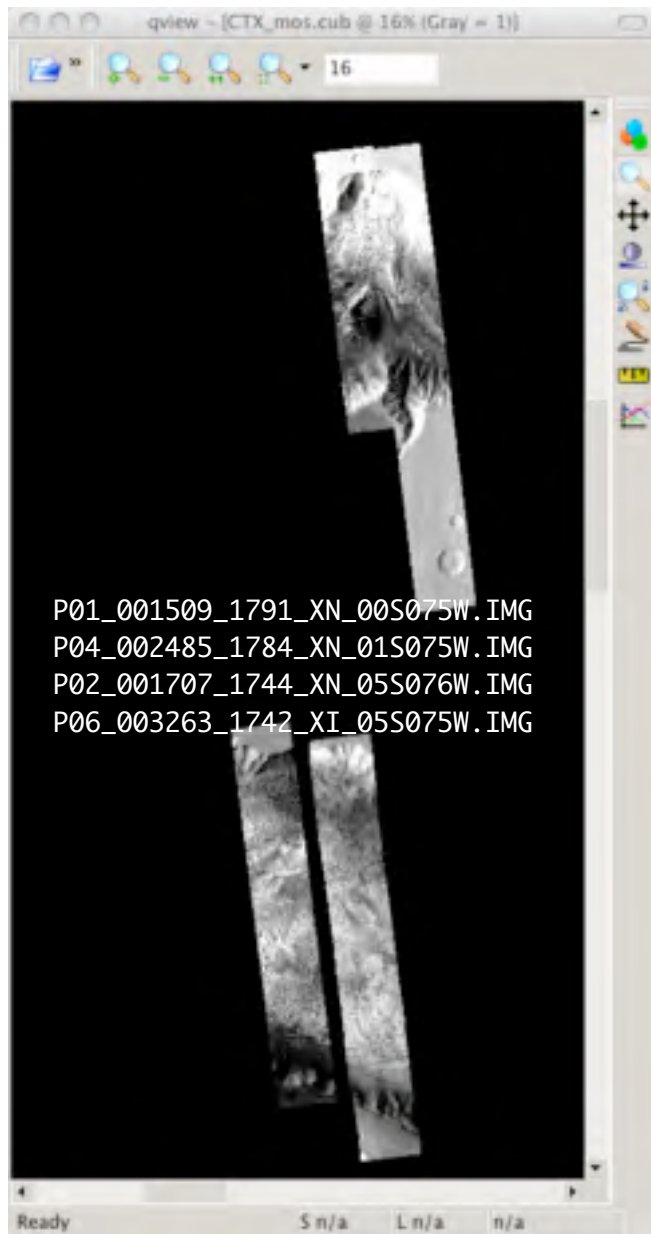 qview - [CTX_mos.cub @ 16% (Gray = 1)]
» 16
P01_001509_1791_XN_00S075W.IMG
P04_002485_1784_XN_01S075W.IMG
P02_001707_1744_XN_05S076W.IMG
P06_003263_1742_XI_05S075W.IMG
Ready S n/a L n/a n/a